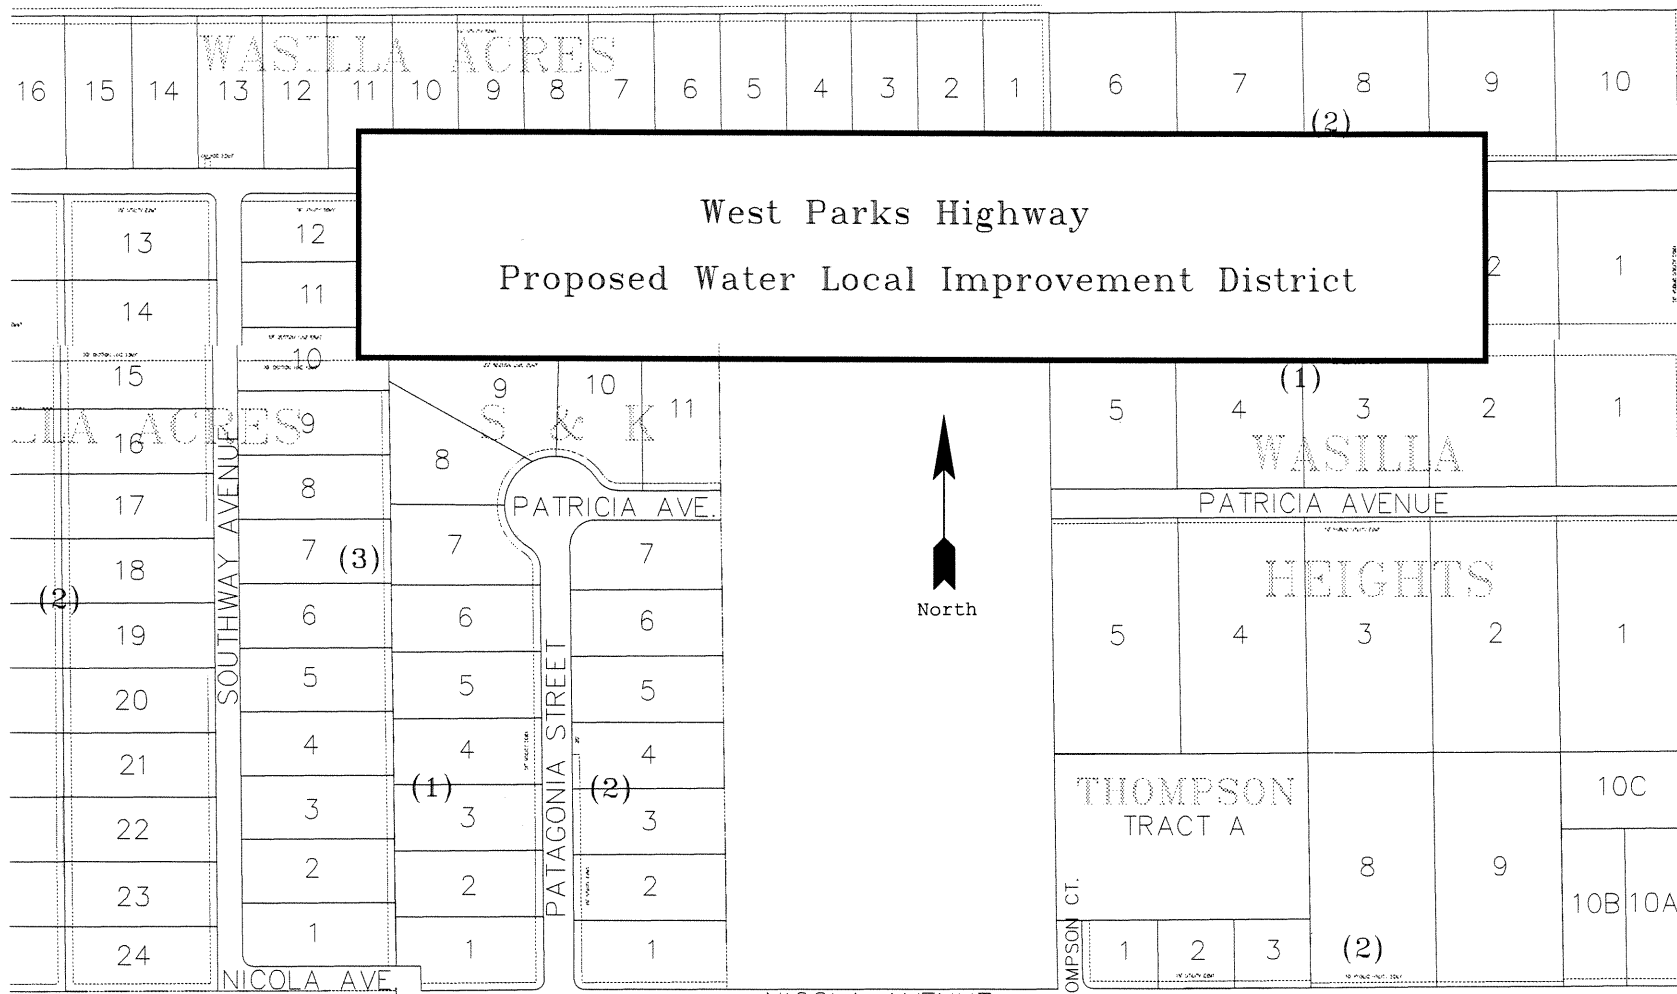 WASILLA ACRES
16 15 14 13 12 11 10 9 8 7 6 5 4 3 2 1 6 7 8 9 10
(2)
West Parks Highway
Proposed Water Local Improvement District
13
12
2 1
14
11
15
10
(1)
9 10 11
5 4 3 2 1
LLA ACRES
S & K
16
9
WASILLA
8
17
8
PATRICIA AVE.
PATRICIA AVENUE
SOUTHWAY AVENUE
7 (3) 7 7
HEIGHTS
18
(2)
North
19
6 6 6
5 4 3 2 1
20
5 5 5
PATAGONIA STREET
21
4 4 4
THOMPSON
TRACT A
10C
(1) (2)
22
3 3 3
23
2 2 2
8 9
10B 10A
OMPSON CT.
24
1 1 1
1 2 3 (2)
NICOLA AVE